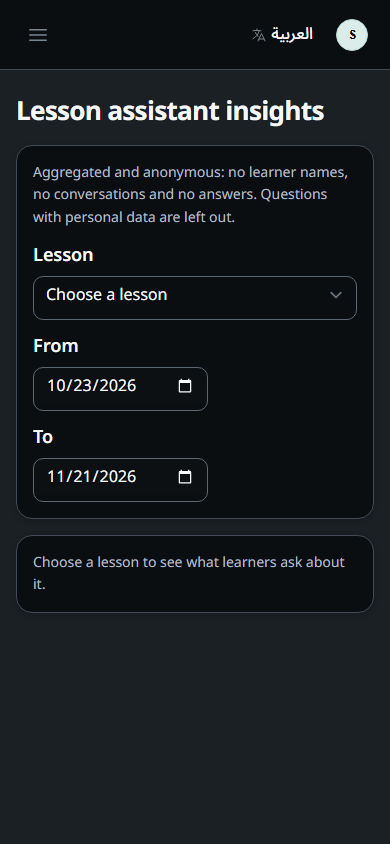 العربية
S
Lesson assistant insights
Aggregated and anonymous: no learner names,
no conversations and no answers. Questions
with personal data are left out.
Lesson
Choose a lesson
From
10/23/2026
To
11/21/2026
Choose a lesson to see what learners ask about
it.